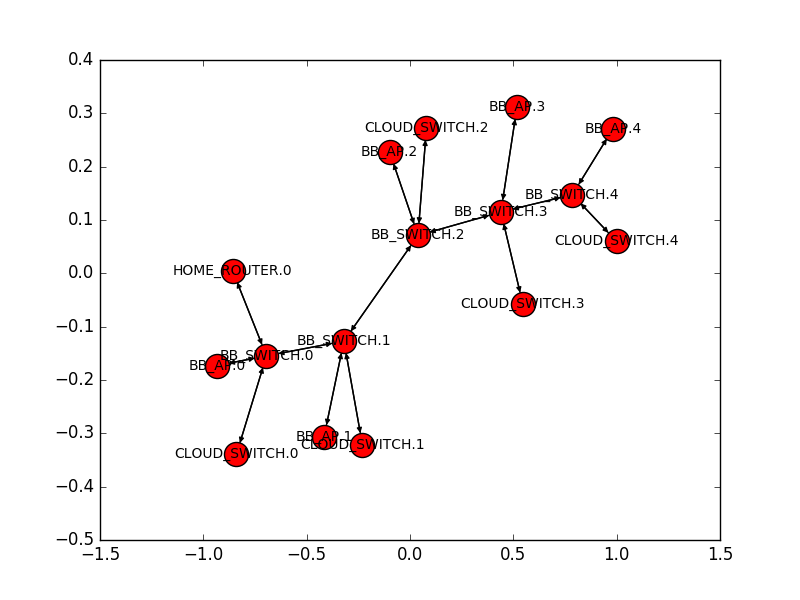 0.4
0.3
0.2
0.1
0.0
−0.1
−0.2
−0.3
−0.4
−0.5
−1.5
−1.0
−0.5
0.0
0.5
1.0
1.5
BB_AP.3
CLOUD_SWITCH.2
BB_AP.4
BB_AP.2
BB_SWITCH.4
BB_SWITCH.3
BB_SWITCH.2
CLOUD_SWITCH.4
HOME_ROUTER.0
CLOUD_SWITCH.3
BB_SWITCH.1
BB_SWITCH.0
BB_AP.0
BB_AP.1
CLOUD_SWITCH.1
CLOUD_SWITCH.0